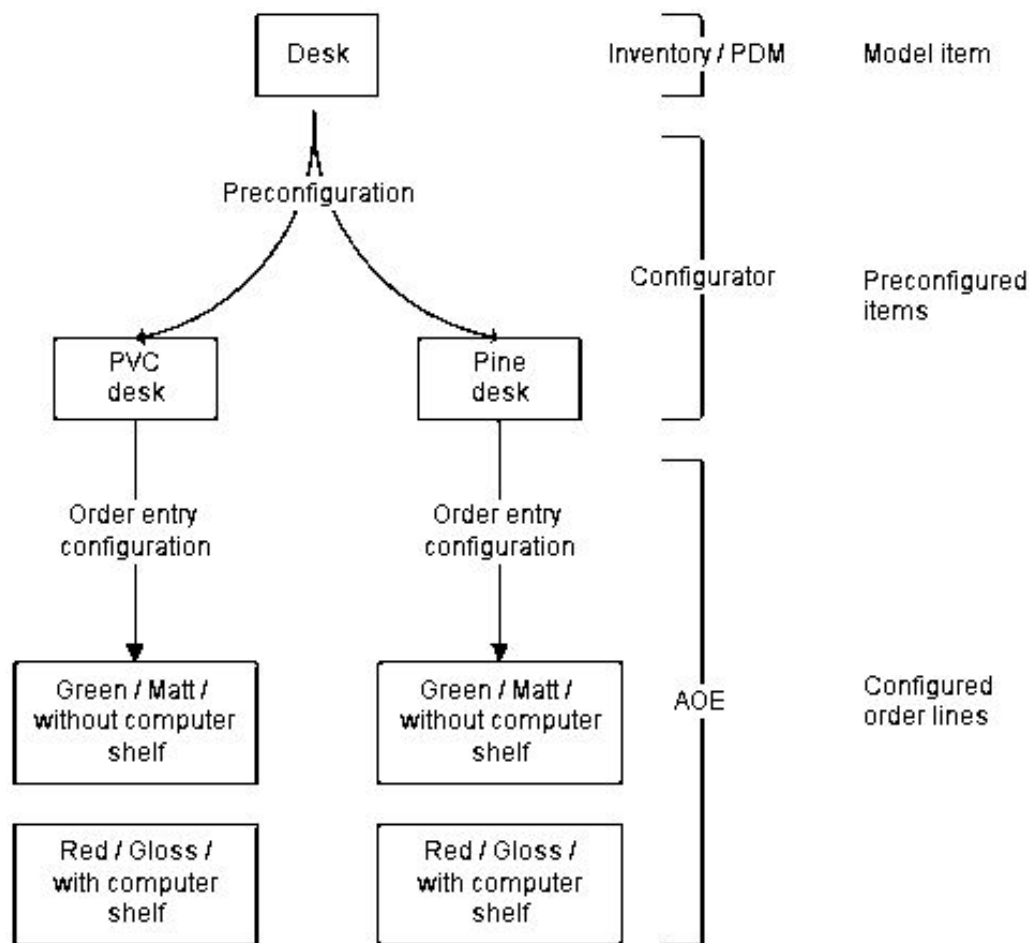 Desk
Inventory / PDM
Model item
Preconfiguration
Configurator
Preconfigured
items
PVC
desk
Pine
desk
Order entry
configuration
Order entry
configuration
Green / Matt /
without computer
shelf
Green / Matt /
without computer
shelf
AOE
Configured
order lines
Red / Gloss /
with computer
shelf
Red / Gloss /
with computer
shelf